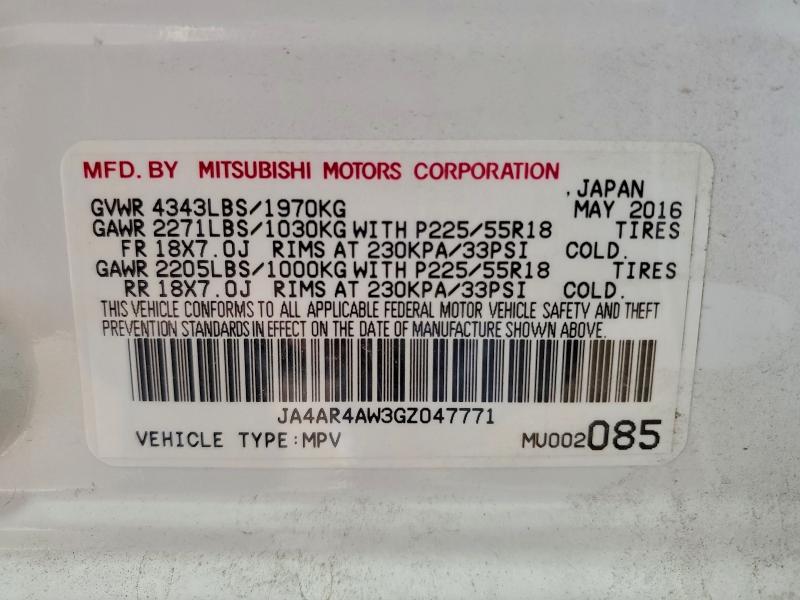 MFD. BY MITSUBISHI MOTORS CORPORATION
, JAPAN
GVWR 4343LBS/1970KG MAY 2016
GAWR 2271LBS/1030KG WITH P225/55R18 TIRES
FR 18X7.0J RIMS AT 230KPA/33PSI COLD.
GAWR 2205LBS/1000KG WITH P225/55R18 TIRES
RR 18X7.0J RIMS AT 230KPA/33PSI COLD.
THIS VEHICLE CONFORMS TO ALL APPLICABLE FEDERAL MOTOR VEHICLE SAFETY AND THEFT
PREVENTION STANDARDS IN EFFECT ON THE DATE OF MANUFACTURE SHOWN ABOVE.
JA4AR4AW3GZ047771
VEHICLE TYPE:MPV MU002085